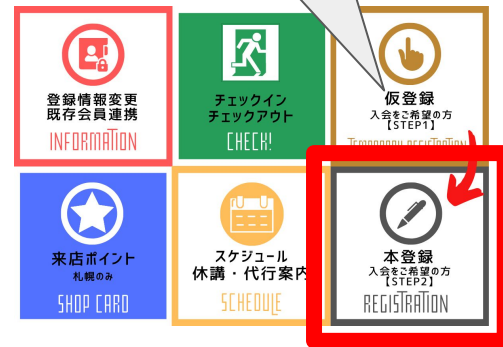 登録情報変更
既存会員連携
INFORMATION
チェックイン
チェックアウト
CHECK!
仮登録
入会をご希望の方
【STEP1】
TEMPORARY REGISTRATION
来店ポイント
札幌のみ
SHOP CARD
スケジュール
休講・代行案内
SCHEDULE
本登録
入会をご希望の方
【STEP2】
REGISTRATION